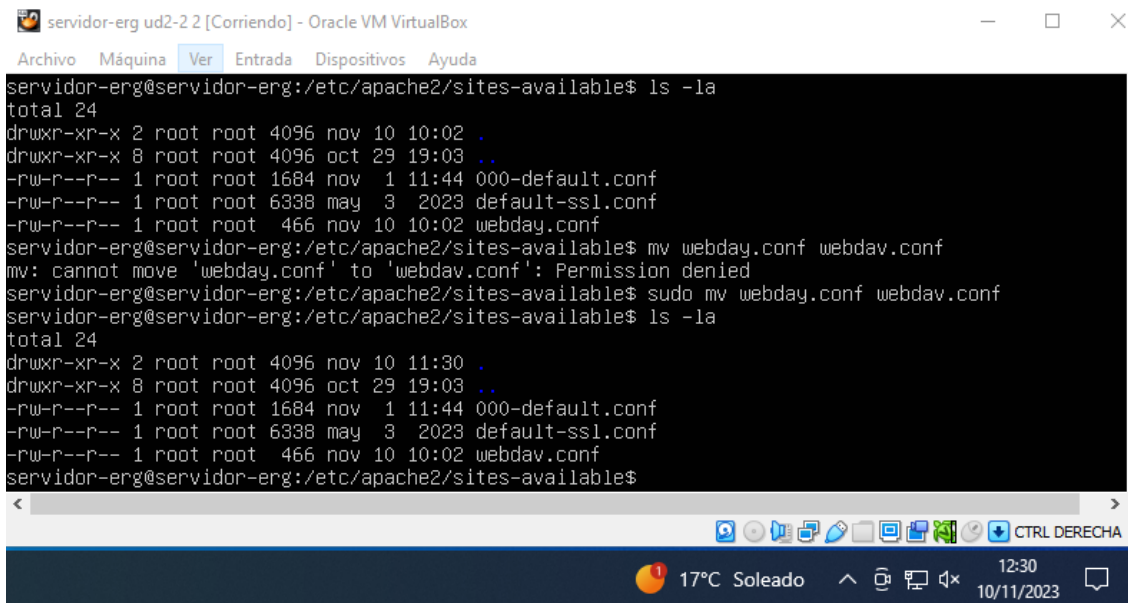 servidor-erg ud2-2 2 [Corriendo] - Oracle VM VirtualBox
Archivo Máquina Ver Entrada Dispositivos Ayuda
servidor-erg@servidor-erg:/etc/apache2/sites-available$ ls -la
total 24
drwxr-xr-x 2 root root 4096 nov 10 10:02 .
drwxr-xr-x 8 root root 4096 oct 29 19:03 ..
-rw-r--r-- 1 root root 1684 nov  1 11:44 000-default.conf
-rw-r--r-- 1 root root 6338 may  3  2023 default-ssl.conf
-rw-r--r-- 1 root root  466 nov 10 10:02 webday.conf
servidor-erg@servidor-erg:/etc/apache2/sites-available$ mv webday.conf webdav.conf
mv: cannot move 'webday.conf' to 'webdav.conf': Permission denied
servidor-erg@servidor-erg:/etc/apache2/sites-available$ sudo mv webday.conf webdav.conf
servidor-erg@servidor-erg:/etc/apache2/sites-available$ ls -la
total 24
drwxr-xr-x 2 root root 4096 nov 10 11:30 .
drwxr-xr-x 8 root root 4096 oct 29 19:03 ..
-rw-r--r-- 1 root root 1684 nov  1 11:44 000-default.conf
-rw-r--r-- 1 root root 6338 may  3  2023 default-ssl.conf
-rw-r--r-- 1 root root  466 nov 10 10:02 webdav.conf
servidor-erg@servidor-erg:/etc/apache2/sites-available$
CTRL DERECHA
1
17°C Soleado
12:30
10/11/2023